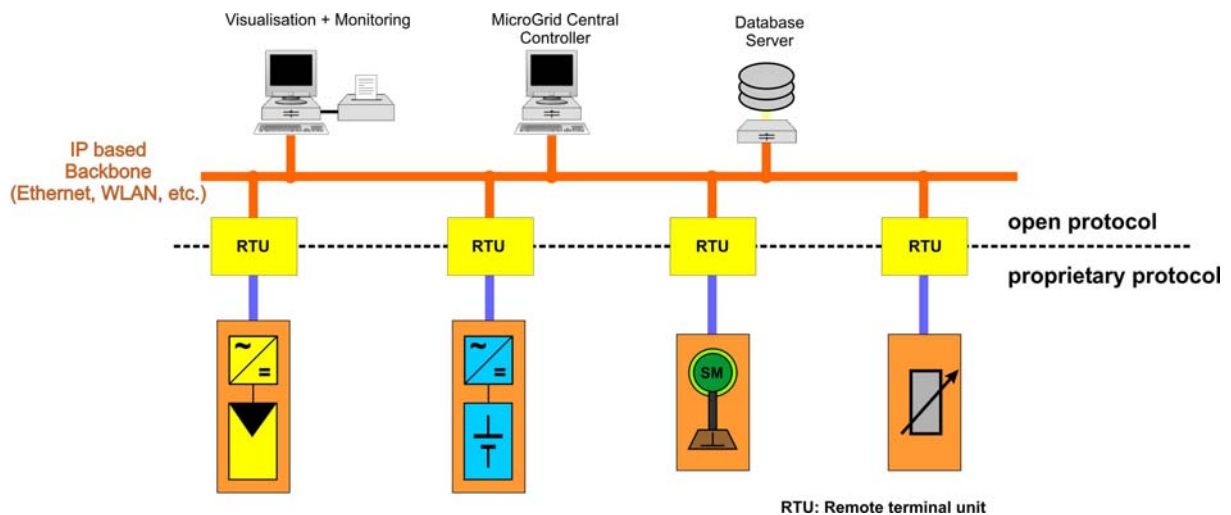 Visualisation + Monitoring
MicroGrid Central
Controller
Database
Server
IP based
Backbone
(Ethernet, WLAN, etc.)
RTU
RTU
RTU
RTU
open protocol
proprietary protocol
~
=
~
=
SM
RTU: Remote terminal unit